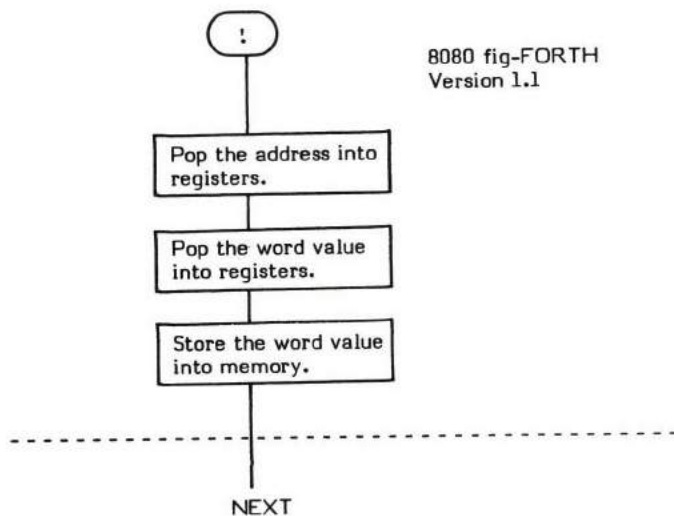 !
8080 fig-FORTH
Version 1.1
Pop the address into
registers.
Pop the word value
into registers.
Store the word value
into memory.
NEXT